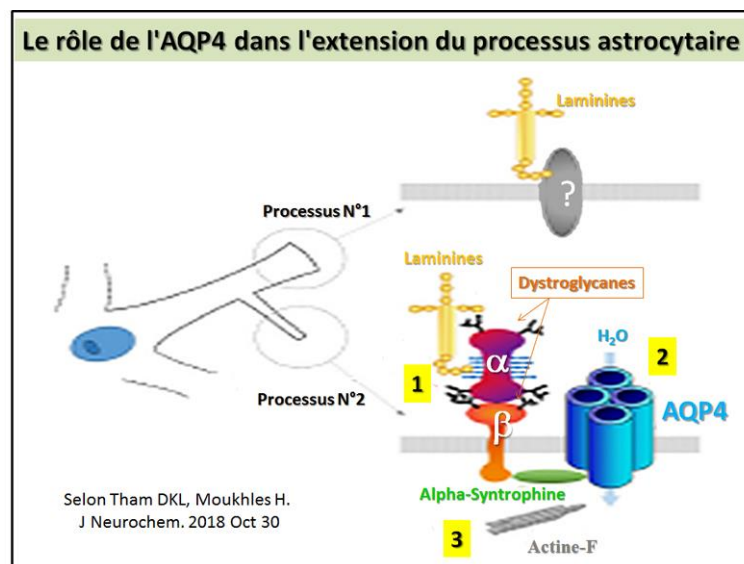 Le rôle de l'AQP4 dans l'extension du processus astrocytaire
Laminines
?
Processus N°1
Laminines
Dystroglycanes
H₂O
2
α
1
AQP4
Processus N°2
β
Alpha-Syntrophine
Selon Tham DKL, Moukhles H.
J Neurochem. 2018 Oct 30
3
Actine-F